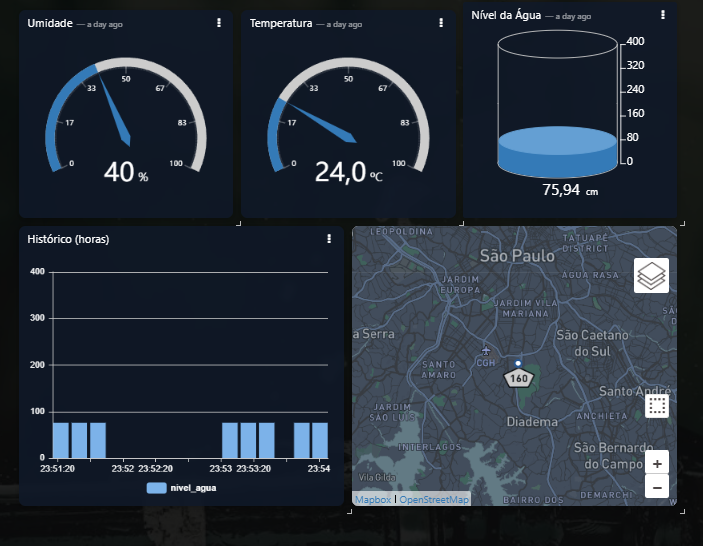 Umidade — a day ago
0
17
33
50
67
83
100
40 %
Temperatura — a day ago
0
17
33
50
67
83
100
24,0 ºC
Nível da Água — a day ago
400
320
240
160
80
0
75,94 cm
Histórico (horas)
400
300
200
100
0
23:51:20 23:52 23:52:20 23:53 23:53:20 23:54
nivel_agua
LEOPOLDINA
São Paulo
TATUAPÉ
DISTRICT
ÁGUA RASA
JARDIM
EUROPA
JARDIM VILA
MARIANA
a Serra
São Caetano
do Sul
CGH
SANTO
AMARO
160
Santo André
JARDIM
SÃO LUÍS
Diadema
ANCHIETA
INTERLAGOS
São Bernardo
do Campo
Vila Gilda
DEMARCHI
BAIRRO DOS
+
−
Mapbox | OpenStreetMap